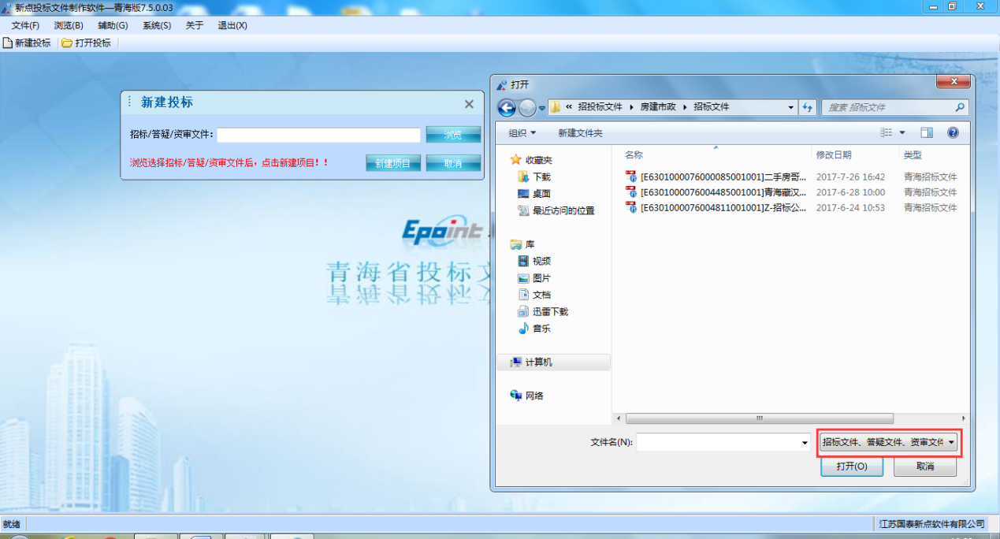 新点投标文件制作软件—青海版7.5.0.03
文件(F) 浏览(B) 辅助(G) 系统(S) 关于 退出(X)
新建投标 打开投标
新建投标
招标/答疑/资审文件: 浏览
浏览选择招标/答疑/资审文件后，点击新建项目！！ 新建项目 取消
Epoint
青海省投标文
打开
« 招投标文件 房建市政 招标文件 搜索 招标文件
组织 新建文件夹
收藏夹
下载
桌面
最近访问的位置
库
视频
图片
文档
迅雷下载
音乐
计算机
网络
名称 修改日期 类型
[E6301000076000085001001]二手房哥... 2017-7-26 16:42 青海招标文件
[E6301000076004485001001]青海藏汉... 2017-6-28 10:00 青海招标文件
[E6301000076004811001001]Z-招标公... 2017-6-24 10:53 青海招标文件
文件名(N): 招标文件、答疑文件、资审文件
打开(O) 取消
就绪 江苏国泰新点软件有限公司